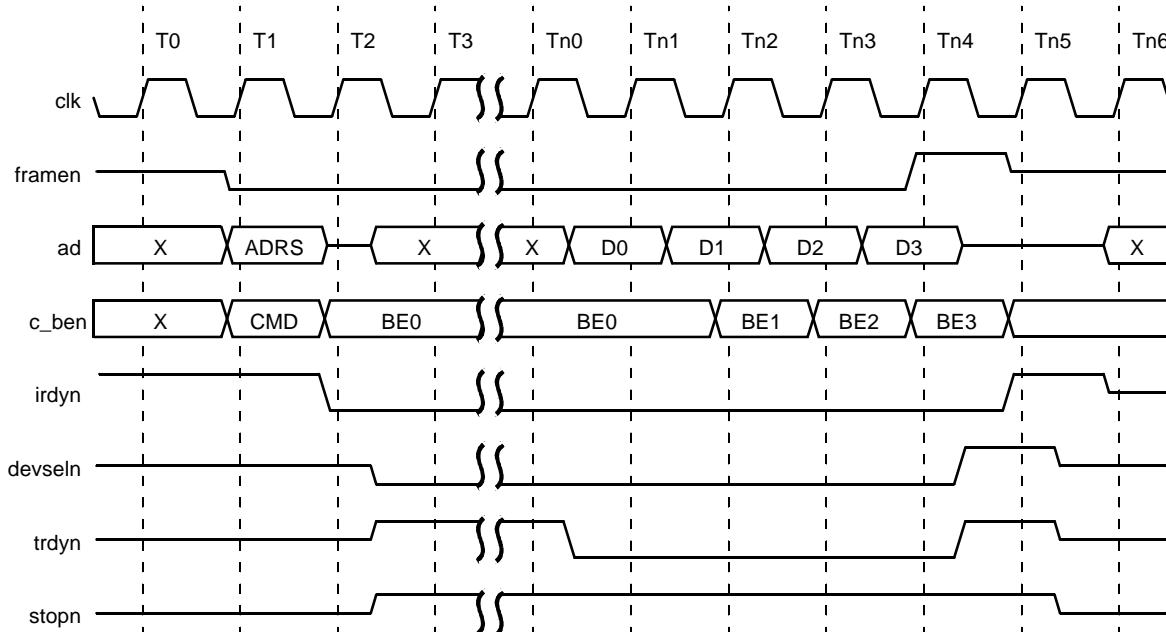 T0 T1 T2 T3 Tn0 Tn1 Tn2 Tn3 Tn4 Tn5 Tn6
clk
framen
ad X ADRS X X D0 D1 D2 D3 X
c_ben X CMD BE0 BE0 BE1 BE2 BE3
irdyn
devseln
trdyn
stopn